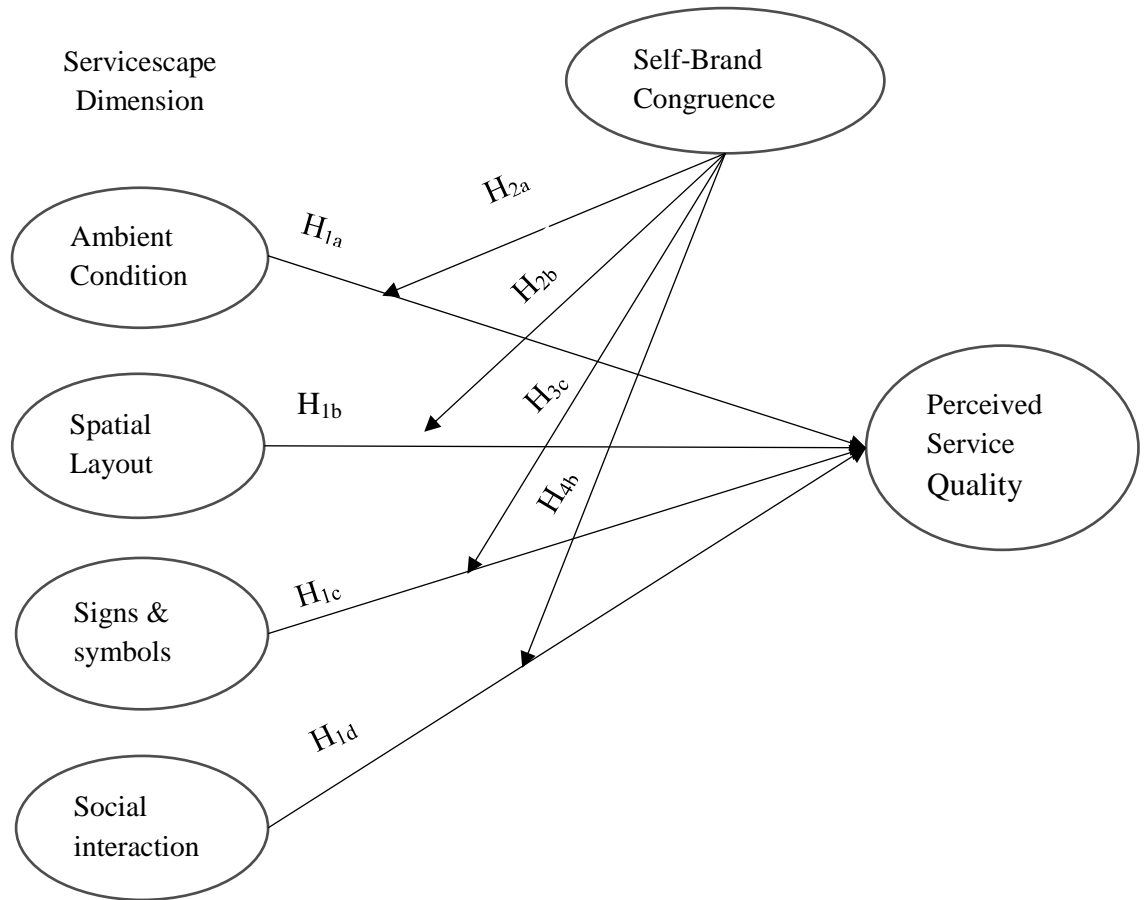 Servicescape
Dimension
Self-Brand
Congruence
H2a
H1a
Ambient
Condition
H2b
H3c
H1b
Spatial
Layout
Perceived
Service
Quality
H4b
H1c
Signs &
symbols
H1d
Social
interaction